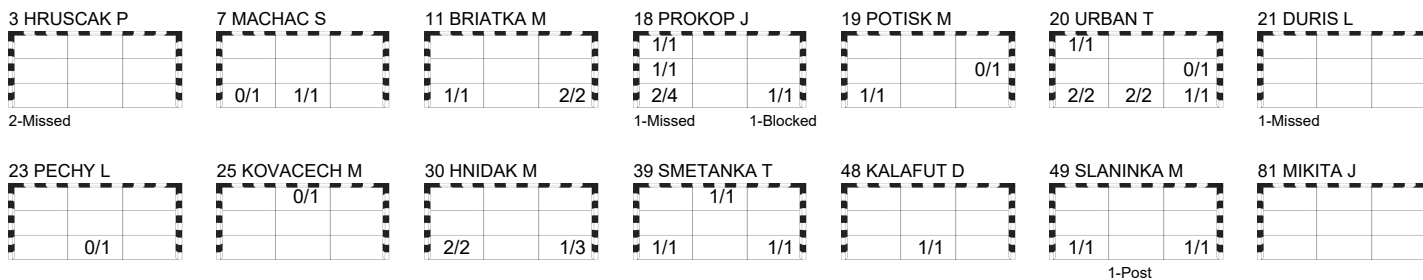 3 HRUSCAK P 7 MACHAC S 11 BRIATKA M 18 PROKOP J 19 POTISK M 20 URBAN T 21 DURIS L
1/1 1/1
1/1 0/1 0/1
0/1 1/1 1/1 2/2 2/4 1/1 1/1 2/2 2/2 1/1
2-Missed 1-Missed 1-Blocked 1-Missed
23 PECHY L 25 KOVACECH M 30 HNIDAK M 39 SMETANKA T 48 KALAFUT D 49 SLANINKA M 81 MIKITA J
0/1 1/1
0/1 2/2 1/3 1/1 1/1 1/1 1/1 1/1
1-Post